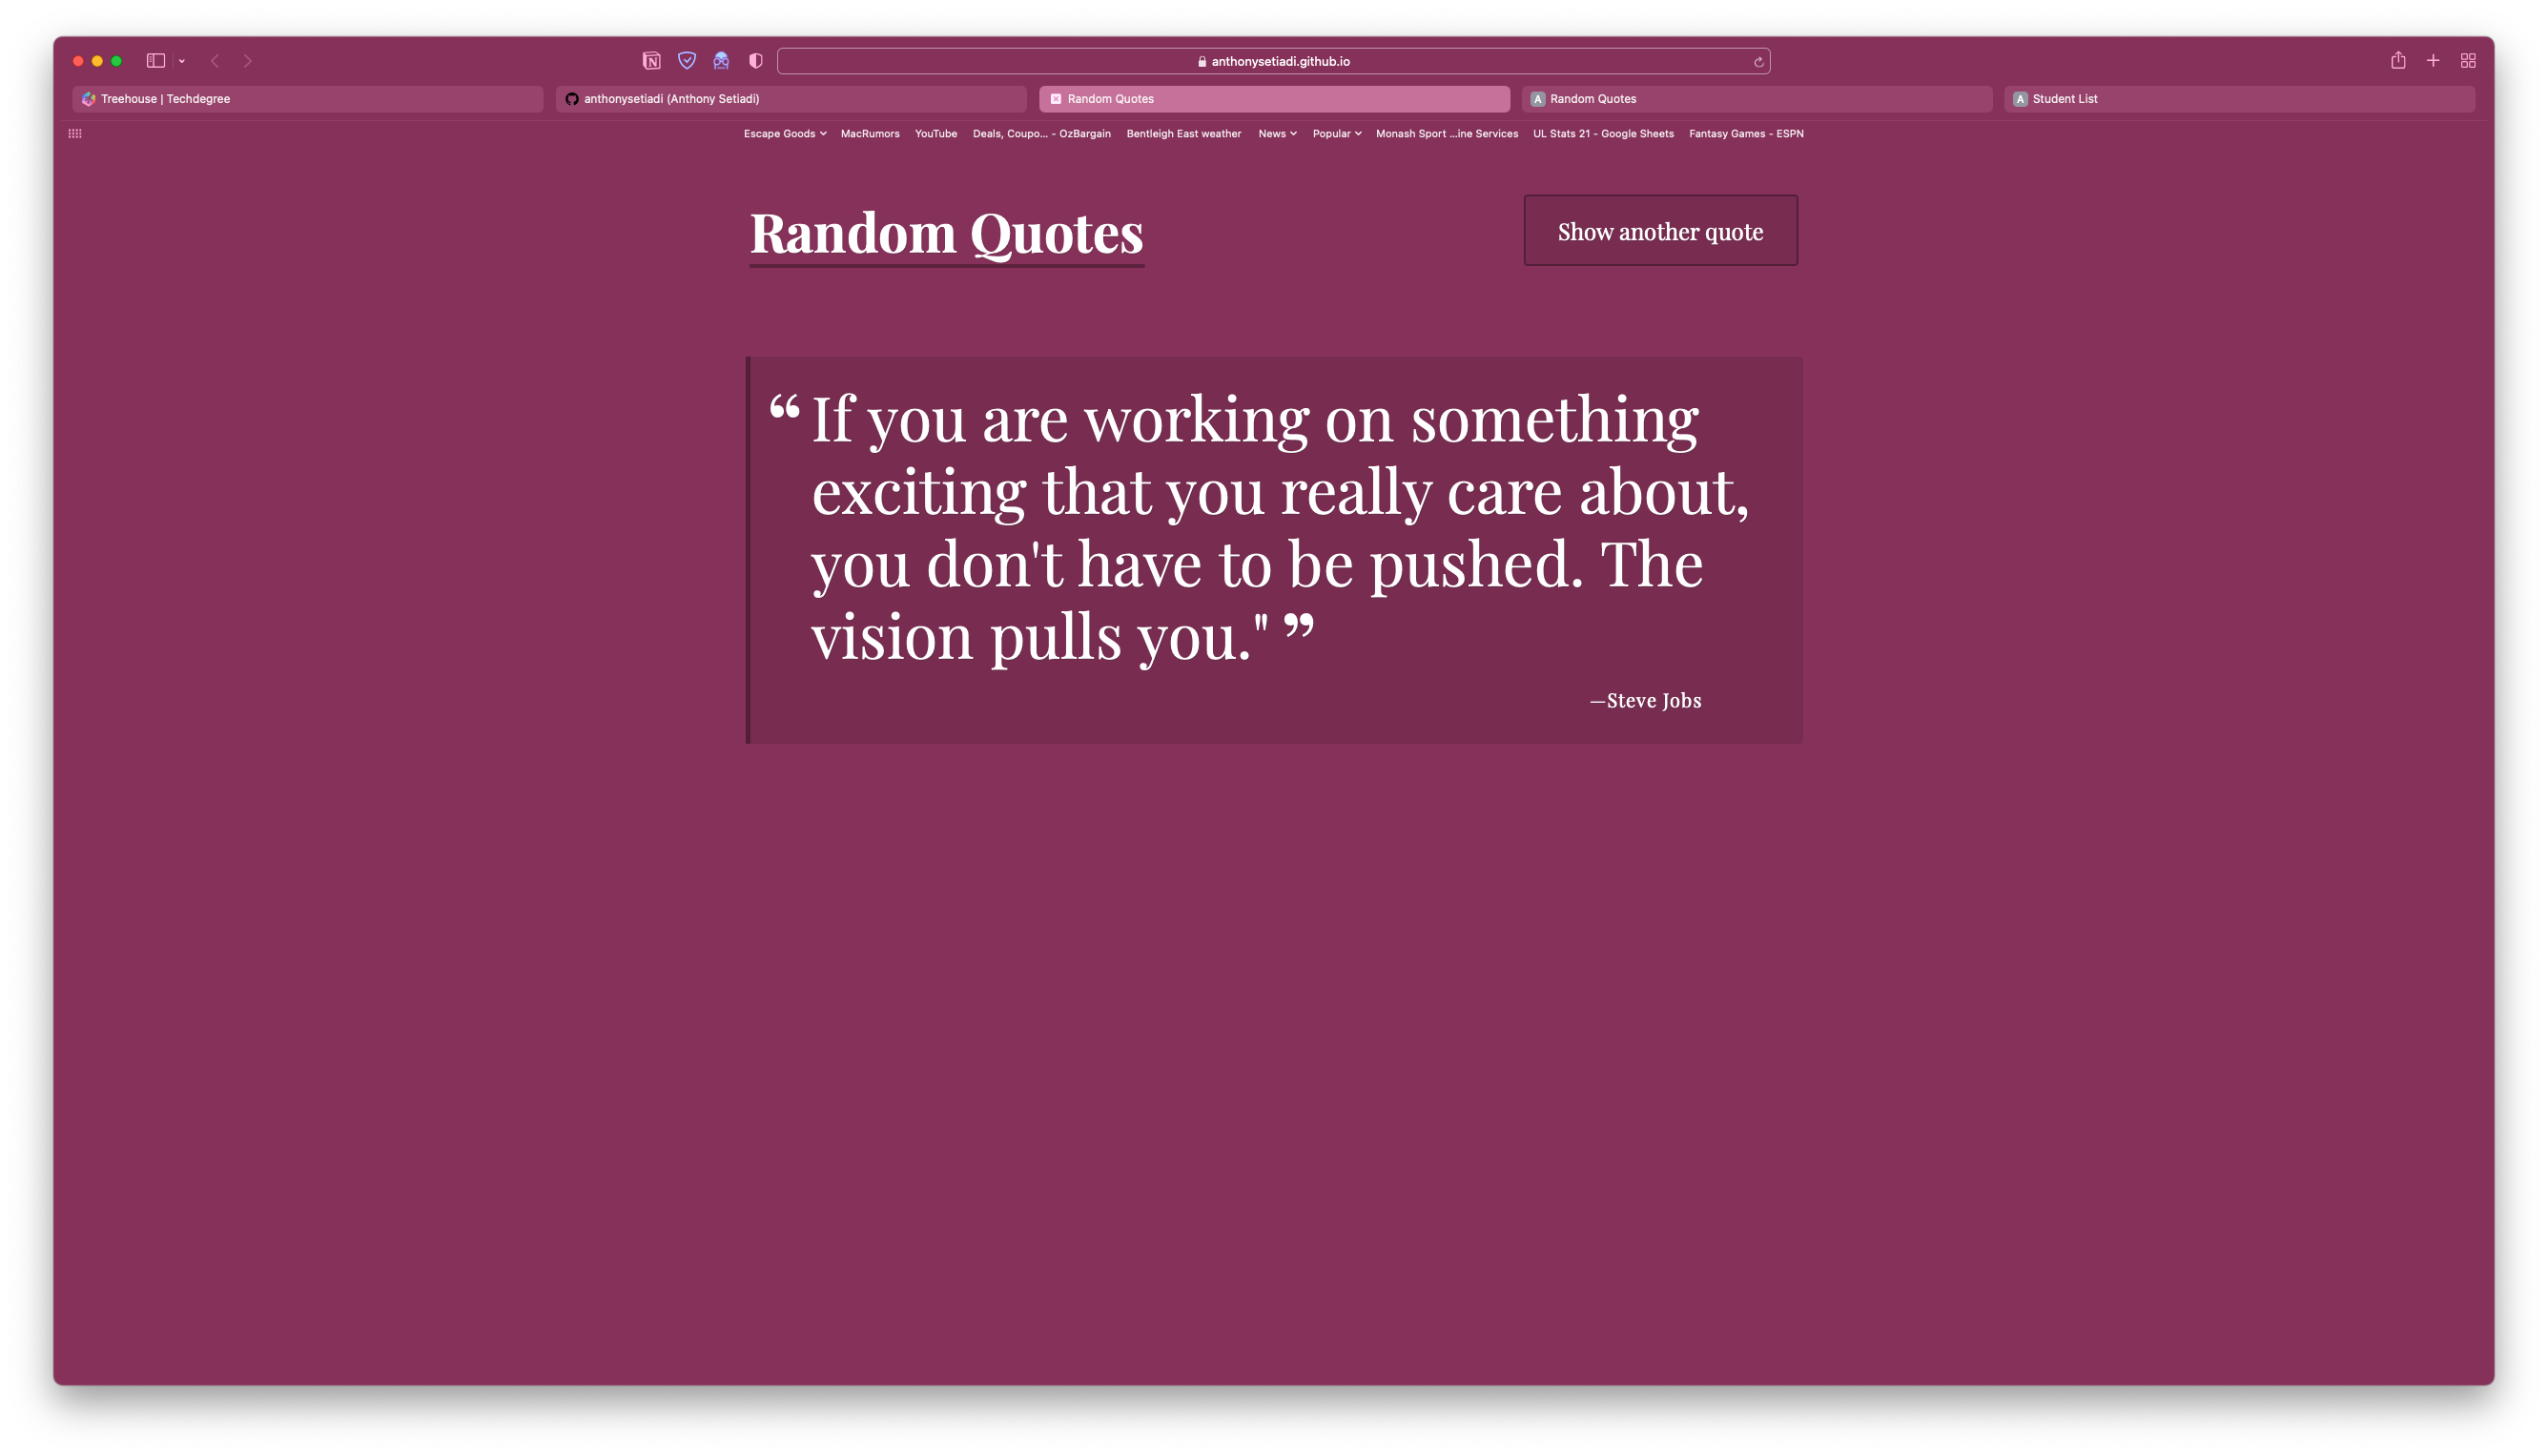 anthonysetiadi.github.io
Treehouse | Techdegree
anthonysetiadi (Anthony Setiadi)
Random Quotes
A Random Quotes
A Student List
Escape Goods MacRumors YouTube Deals, Coupo... - OzBargain Bentleigh East weather News Popular Monash Sport ...ine Services UL Stats 21 - Google Sheets Fantasy Games - ESPN
Random Quotes
Show another quote
“ If you are working on something
exciting that you really care about,
you don't have to be pushed. The
vision pulls you." ”
—Steve Jobs